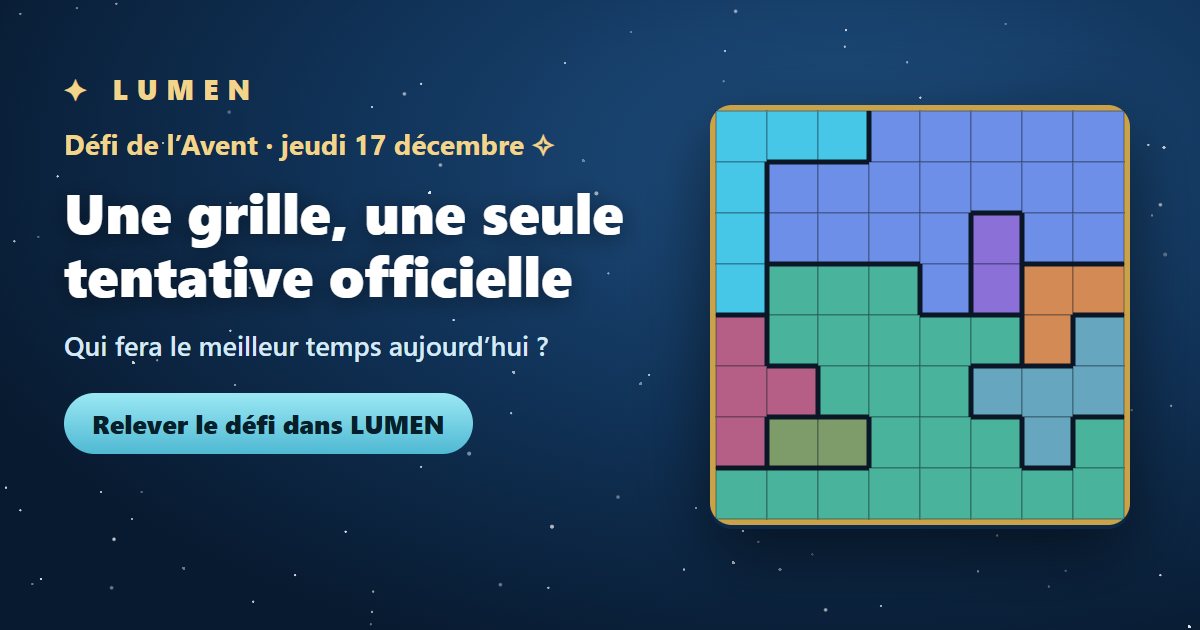 ✦ LUMEN
Défi de l’Avent · jeudi 17 décembre ✧
Une grille, une seule
tentative officielle
Qui fera le meilleur temps aujourd’hui ?
Relever le défi dans LUMEN